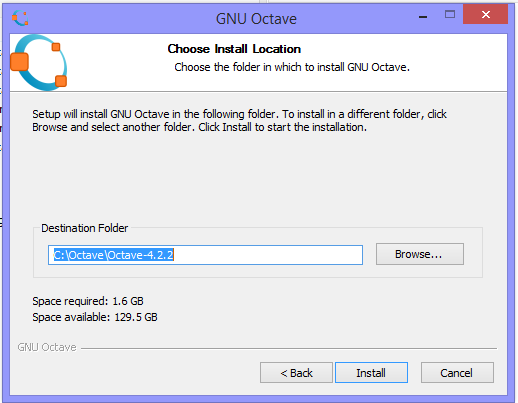 GNU Octave
Choose Install Location
Choose the folder in which to install GNU Octave.
Setup will install GNU Octave in the following folder. To install in a different folder, click
Browse and select another folder. Click Install to start the installation.
Destination Folder
C:\Octave\Octave-4.2.2
Browse...
Space required: 1.6 GB
Space available: 129.5 GB
GNU Octave
< Back
Install
Cancel